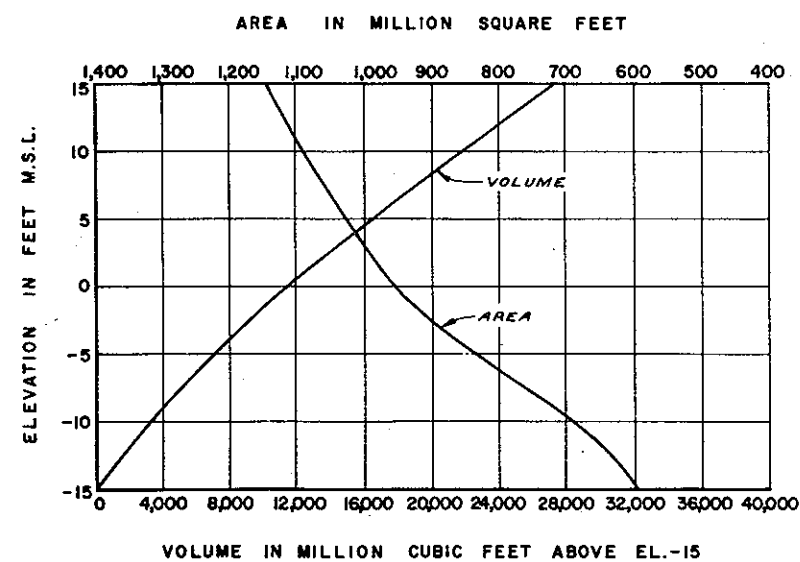 AREA IN MILLION SQUARE FEET
1,400 1,300 1,200 1,100 1,000 900 800 700 600 500 400
ELEVATION IN FEET M.S.L.
15
10
5
0
-5
-10
-15
VOLUME
AREA
0 4,000 8,000 12,000 16,000 20,000 24,000 28,000 32,000 36,000 40,000
VOLUME IN MILLION CUBIC FEET ABOVE EL.-15